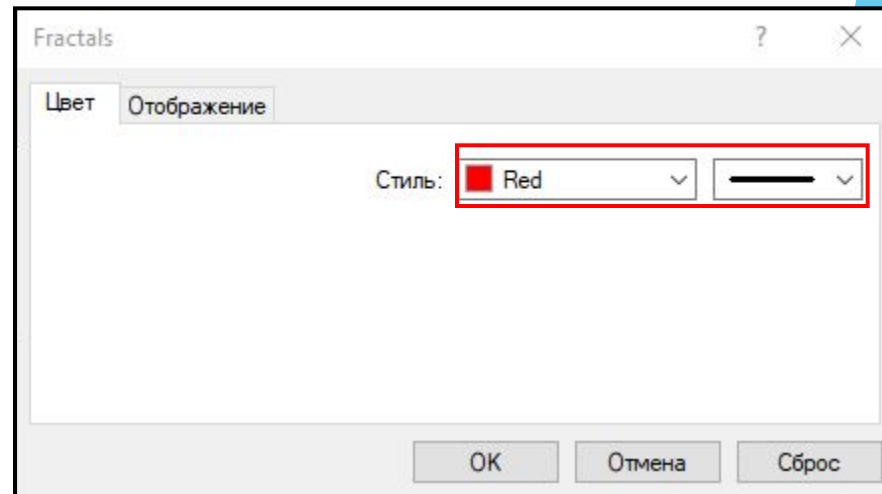 Fractals ?
Цвет Отображение
Стиль: Red
OK Отмена Сброс